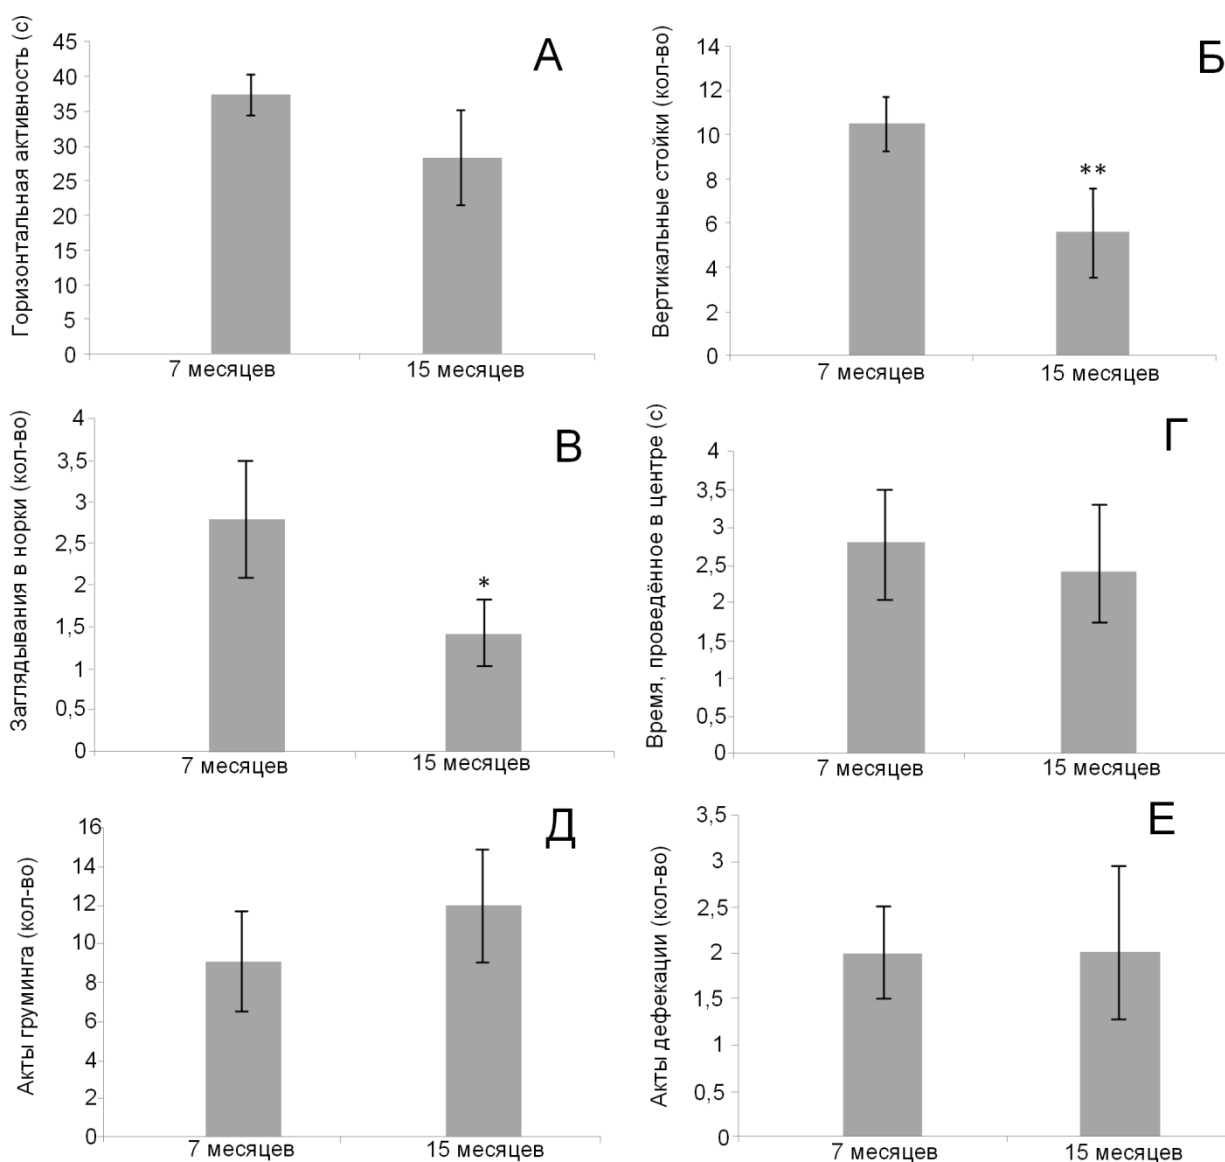 Горизонтальная активность (с)
45
40
35
30
25
20
15
10
5
0
А
7 месяцев
15 месяцев
Вертикальные стойки (кол-во)
14
12
10
8
6
4
2
0
Б
**
7 месяцев
15 месяцев
Заглядывания в норки (кол-во)
4
3,5
3
2,5
2
1,5
1
0,5
0
В
*
7 месяцев
15 месяцев
Время, проведённое в центре (с)
4
3,5
3
2,5
2
1,5
1
0,5
0
Г
7 месяцев
15 месяцев
Акты груминга (кол-во)
16
14
12
10
8
6
4
2
0
Д
7 месяцев
15 месяцев
Акты дефекации (кол-во)
3,5
3
2,5
2
1,5
1
0,5
0
Е
7 месяцев
15 месяцев